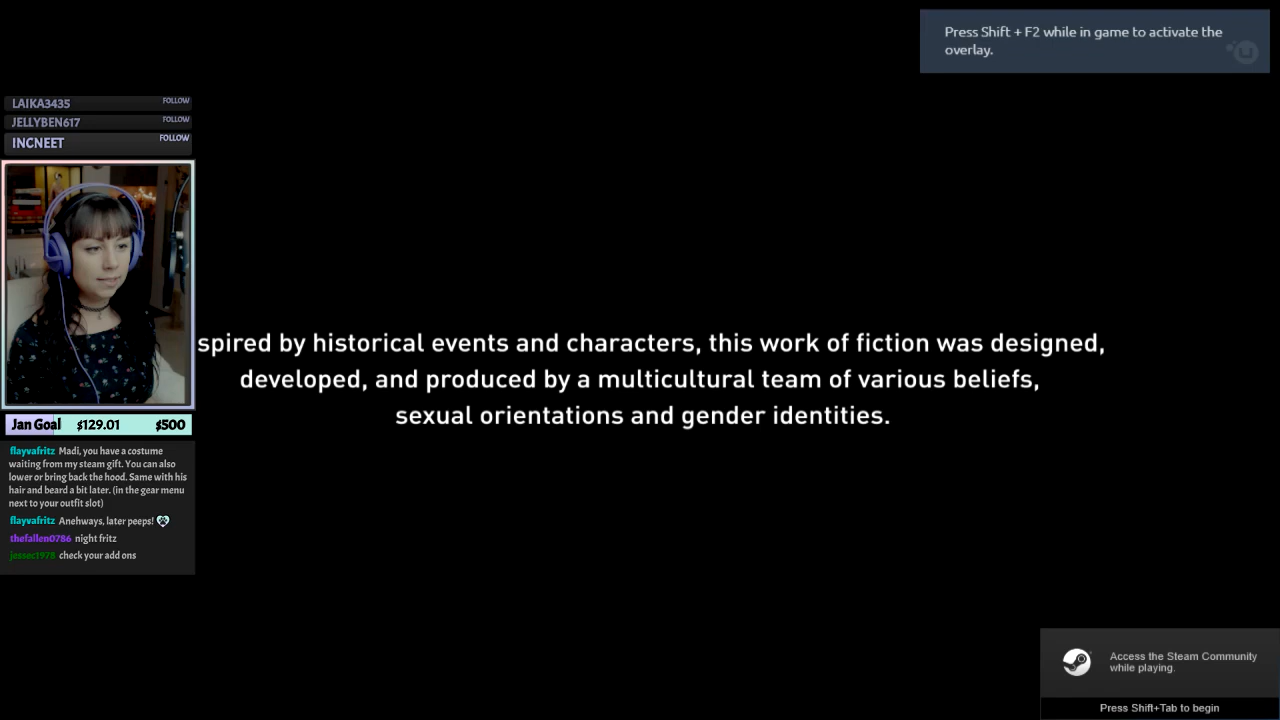 Press Shift + F2 while in game to activate the
overlay.
LAIKA3435 FOLLOW
JELLYBEN617 FOLLOW
INCNEET FOLLOW
spired by historical events and characters, this work of fiction was designed,
developed, and produced by a multicultural team of various beliefs,
sexual orientations and gender identities.
Jan Goal $129.01 $500
flayvafritz Madi, you have a costume
waiting from my steam gift. You can also
lower or bring back the hood. Same with his
hair and beard a bit later. (in the gear menu
next to your outfit slot)
flayvafritz Anehways, later peeps!
thefallen0786 night fritz
jessec1978 check your add ons
Access the Steam Community
while playing.
Press Shift+Tab to begin